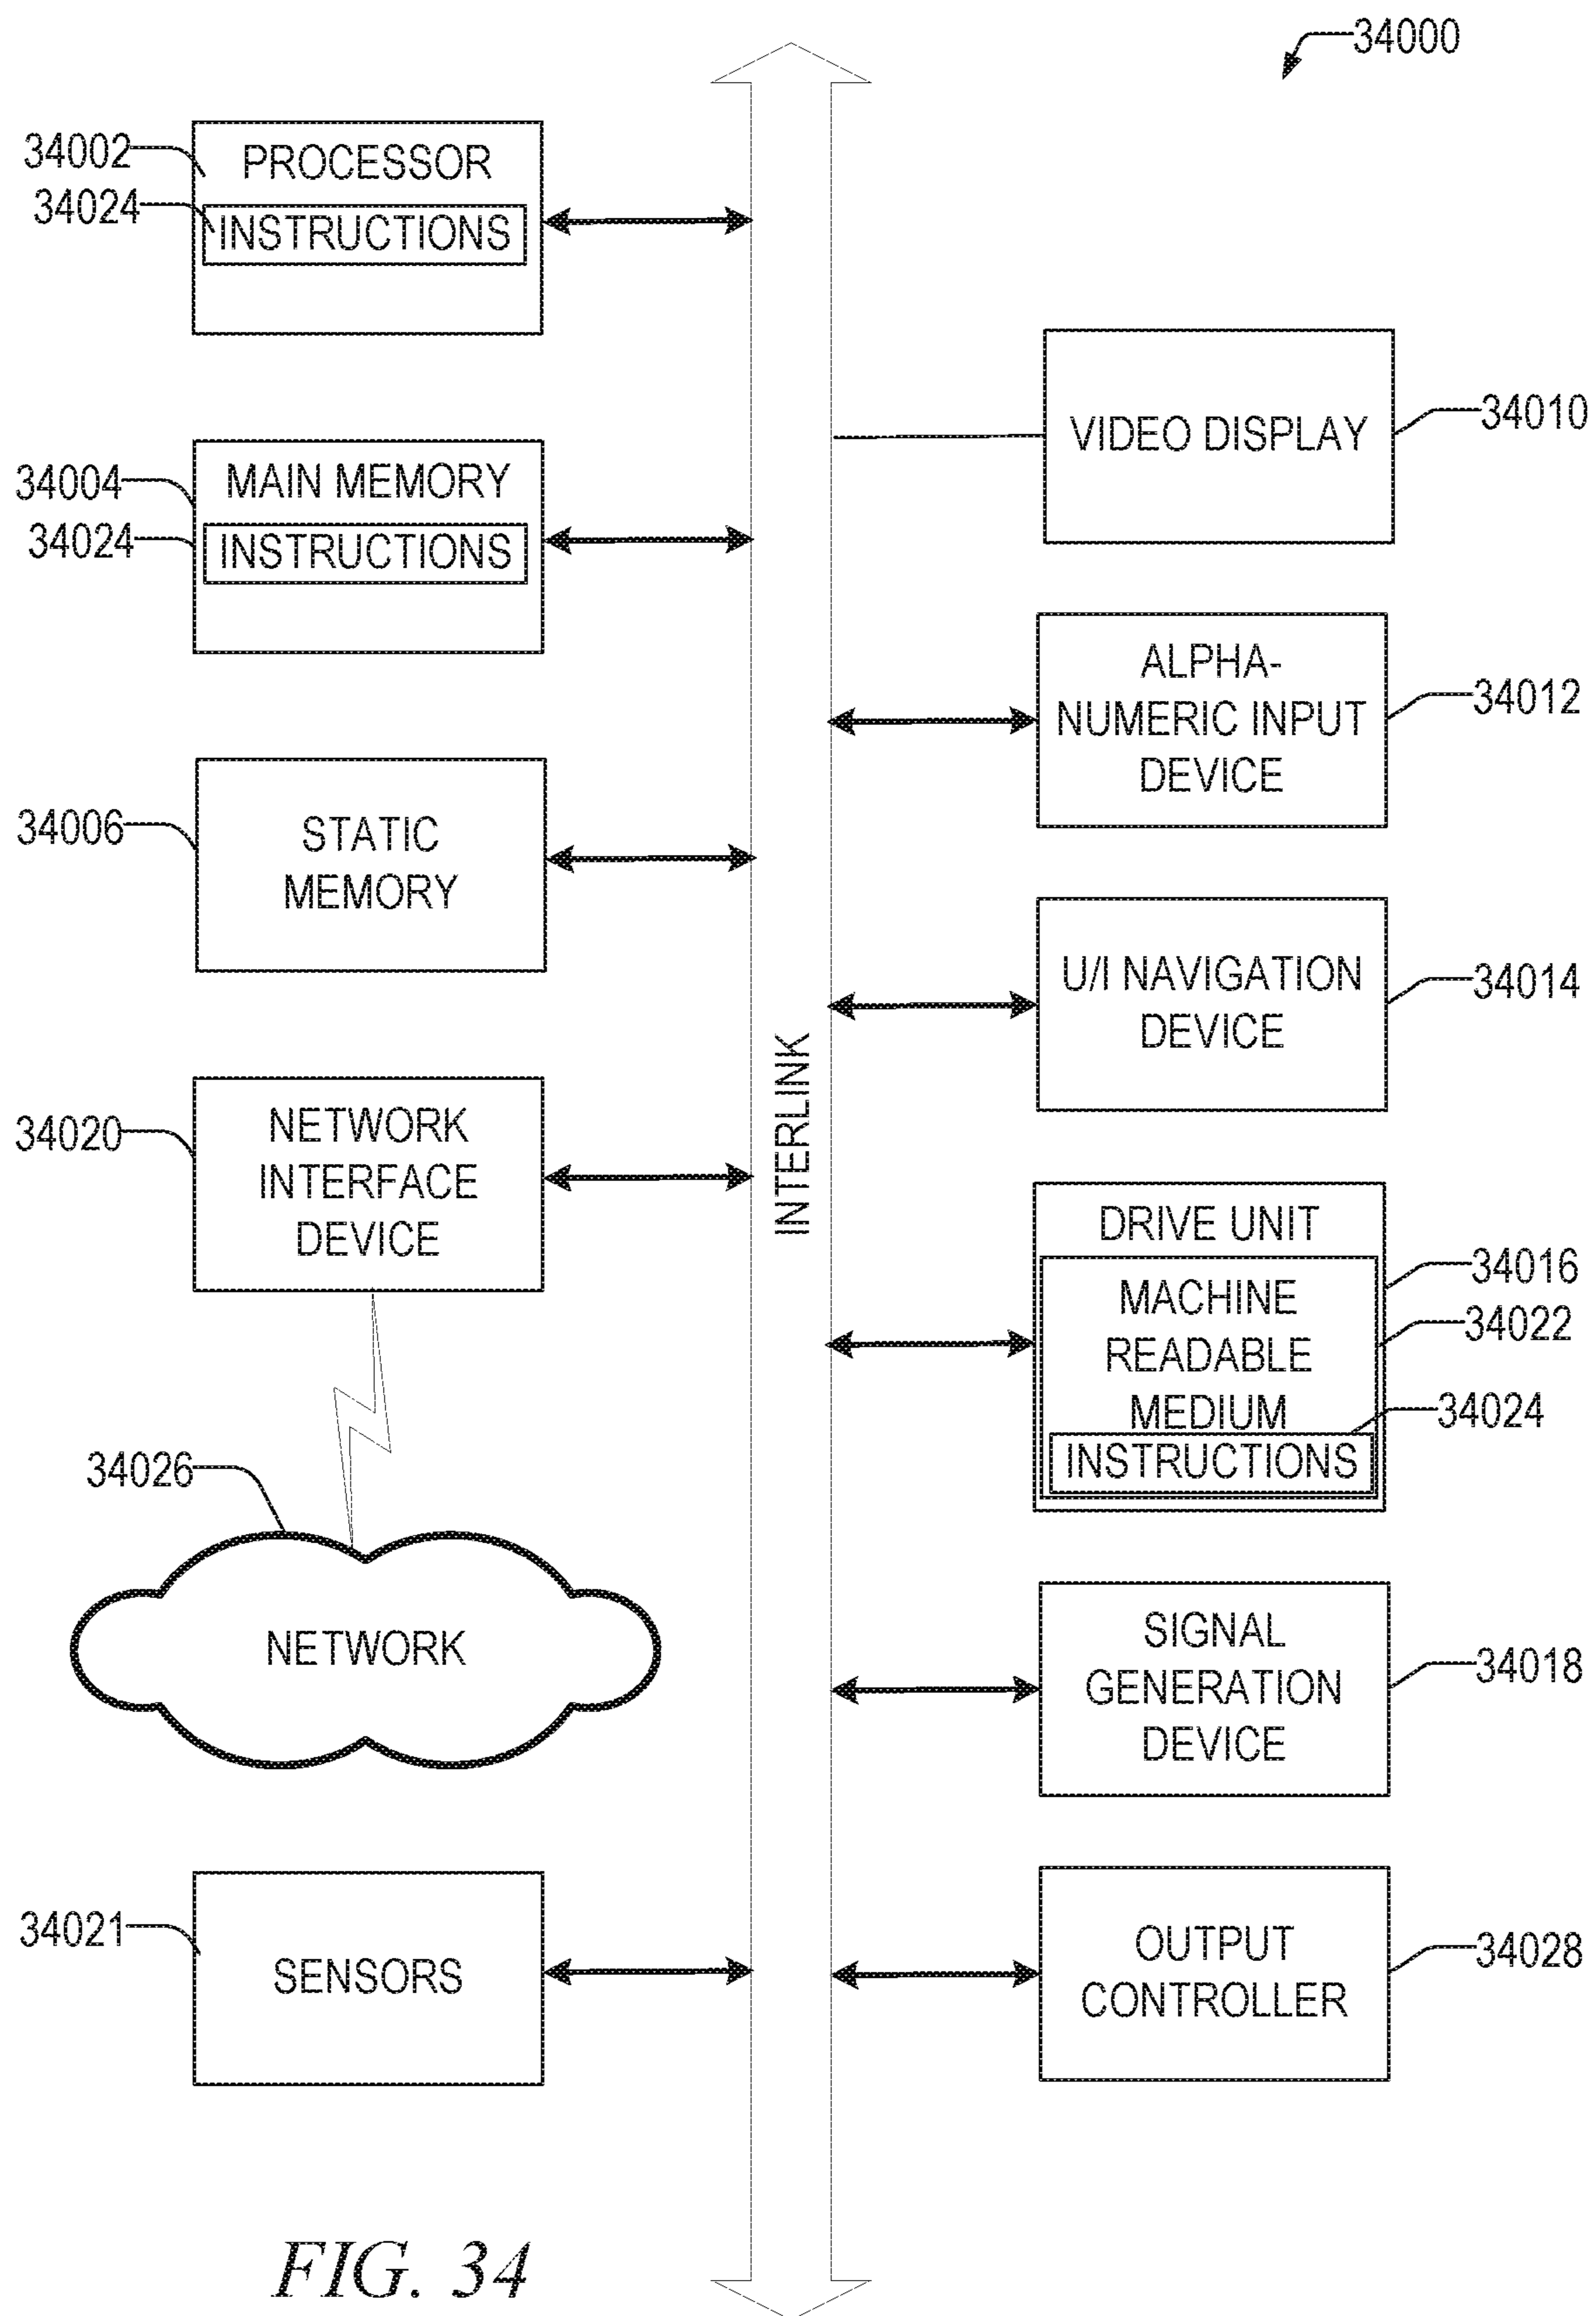 34000
34002
PROCESSOR
34024
INSTRUCTIONS
34004
MAIN MEMORY
34024
INSTRUCTIONS
34006
STATIC
MEMORY
34020
NETWORK
INTERFACE
DEVICE
34026
NETWORK
34021
SENSORS
INTERLINK
VIDEO DISPLAY
34010
ALPHA-
NUMERIC INPUT
DEVICE
34012
U/I NAVIGATION
DEVICE
34014
DRIVE UNIT
34016
MACHINE
READABLE
MEDIUM
34022
34024
INSTRUCTIONS
SIGNAL
GENERATION
DEVICE
34018
OUTPUT
CONTROLLER
34028
FIG. 34